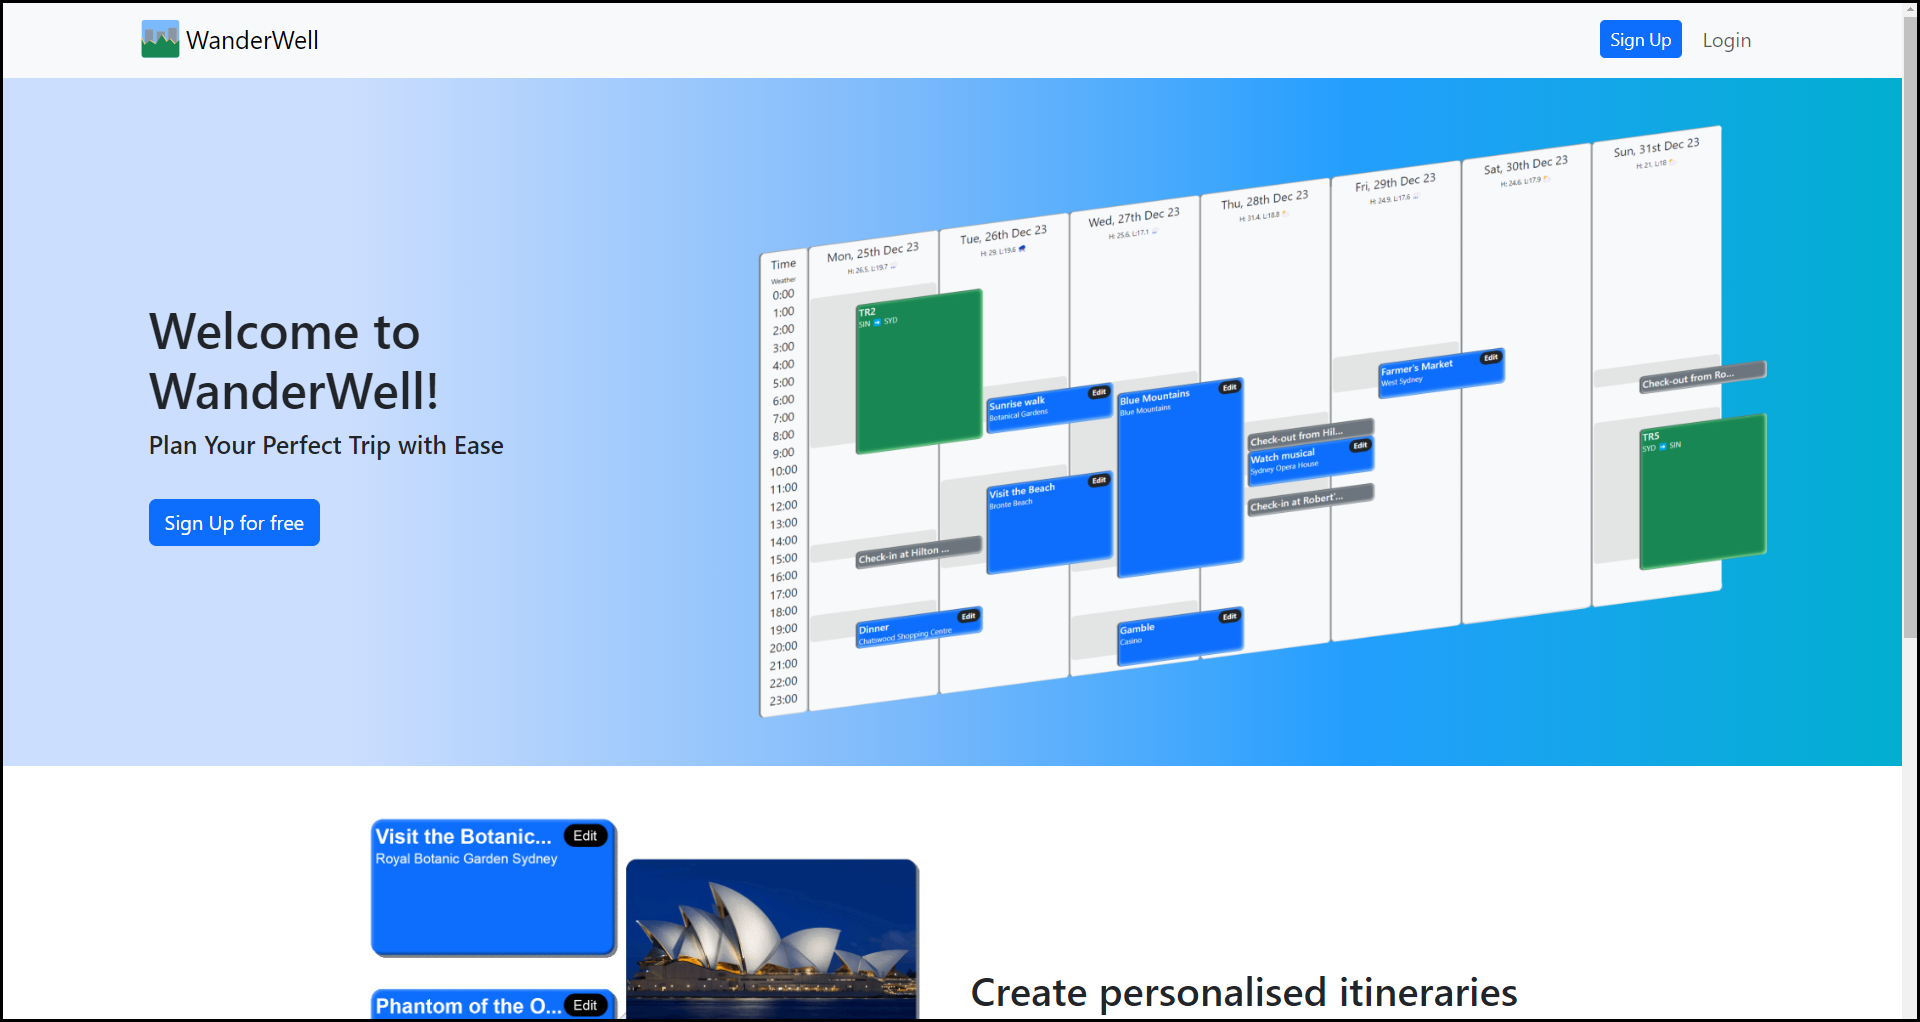 WanderWell
Sign Up
Login
Welcome to
WanderWell!
Plan Your Perfect Trip with Ease
Sign Up for free
Time
Weather
0:00
1:00
2:00
3:00
4:00
5:00
6:00
7:00
8:00
9:00
10:00
11:00
12:00
13:00
14:00
15:00
16:00
17:00
18:00
19:00
20:00
21:00
22:00
23:00
Mon, 25th Dec 23
H: 26.5, L:19.7
TR2
SIN ➡ SYD
Check-in at Hilton ...
Dinner
Edit
Chatswood Shopping Centre
Tue, 26th Dec 23
H: 29, L:19.6
Sunrise walk
Edit
Botanical Gardens
Visit the Beach
Edit
Bronte Beach
Wed, 27th Dec 23
H: 25.6, L:17.1
Blue Mountains
Edit
Blue Mountains
Gamble
Edit
Casino
Thu, 28th Dec 23
H: 31.4, L:18.8
Check-out from Hil...
Watch musical
Edit
Sydney Opera House
Check-in at Robert'...
Fri, 29th Dec 23
H: 24.9, L:17.6
Farmer's Market
Edit
West Sydney
Sat, 30th Dec 23
H: 24.6, L:17.9
Sun, 31st Dec 23
H: 21, L:18
Check-out from Ro...
TR5
SYD ➡ SIN
Visit the Botanic...
Edit
Royal Botanic Garden Sydney
Phantom of the O...
Edit
Create personalised itineraries